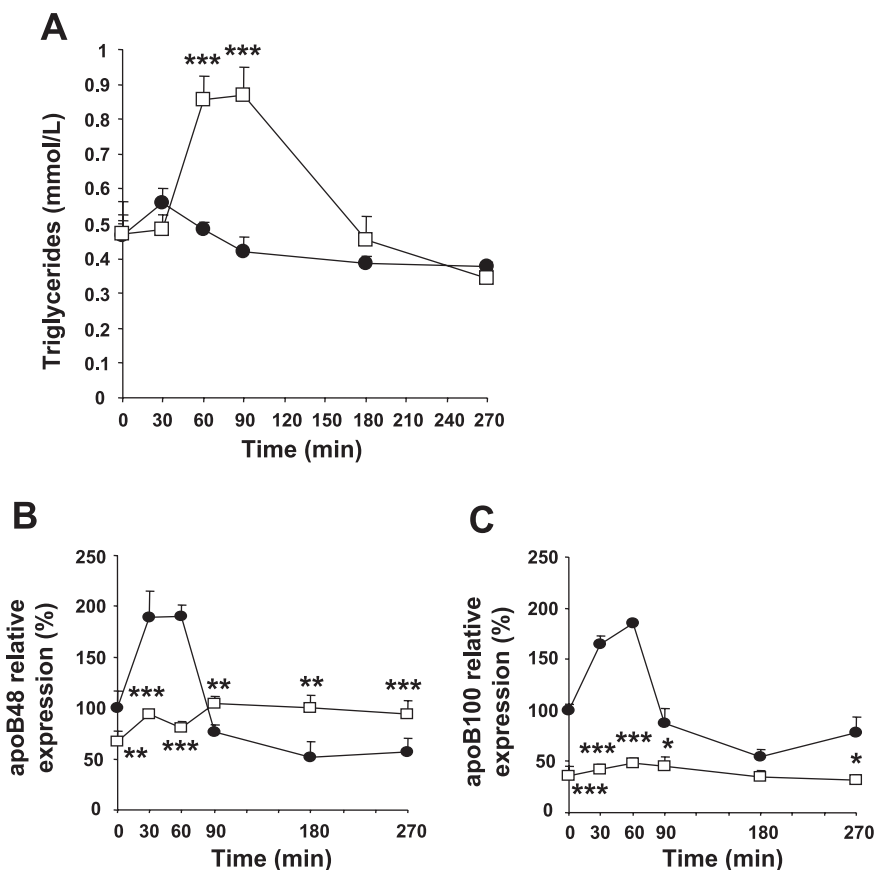 A
Triglycerides (mmol/L)
1
0.9
0.8
0.7
0.6
0.5
0.4
0.3
0.2
0.1
0
*** ***
0 30 60 90 120 150 180 210 240 270
Time (min)
B
apoB48 relative
expression (%)
250
200
150
100
50
0
*** ** ** ***
** ***
0 30 60 90 180 270
Time (min)
C
apoB100 relative
expression (%)
250
200
150
100
50
0
*** *** * *
***
0 30 60 90 180 270
Time (min)